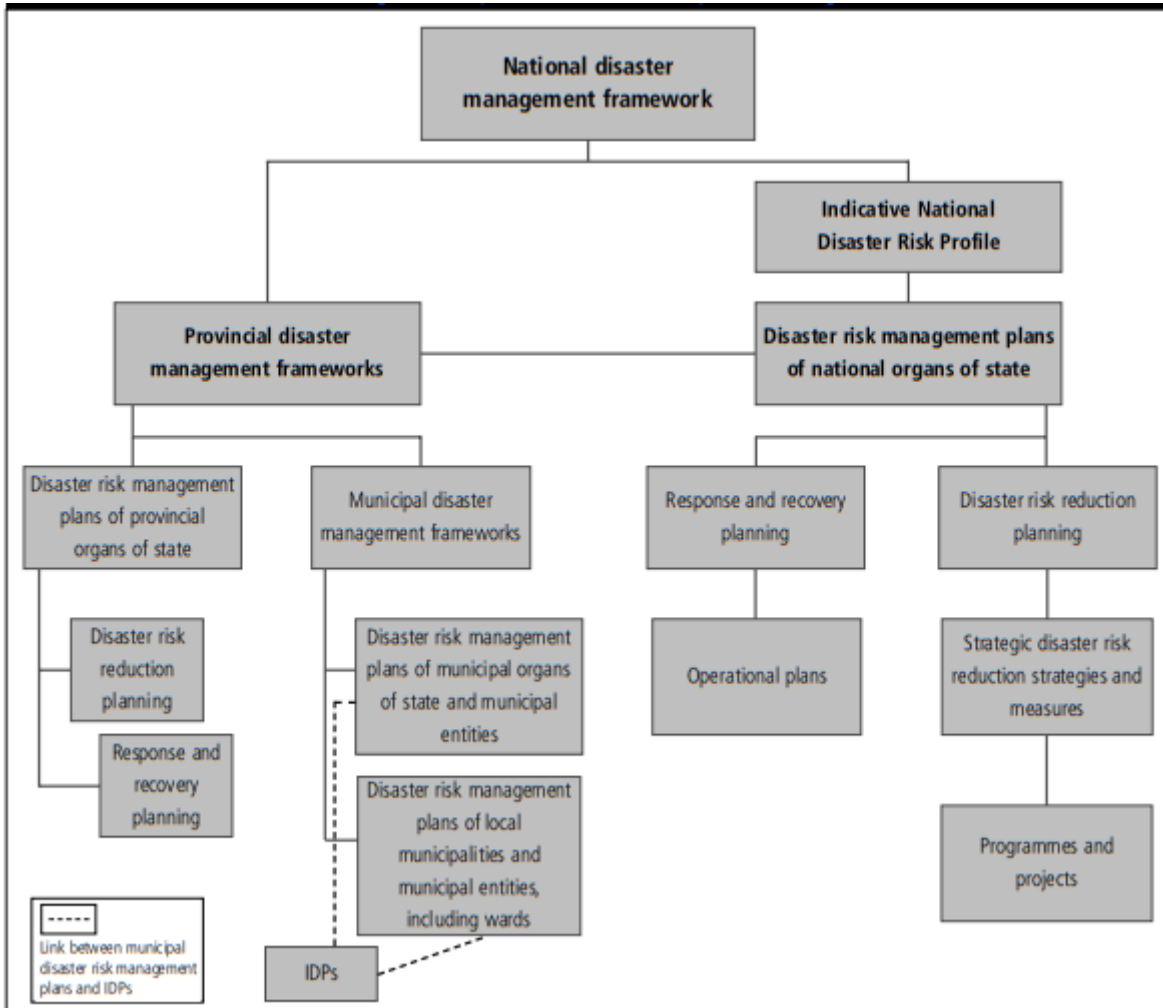 National disaster
management framework
Indicative National
Disaster Risk Profile
Provincial disaster
management frameworks
Disaster risk management plans
of national organs of state
Disaster risk management
plans of provincial
organs of state
Municipal disaster
management frameworks
Response and recovery
planning
Disaster risk reduction
planning
Disaster risk
reduction
planning
Disaster risk management
plans of municipal organs
of state and municipal
entities
Operational plans
Strategic disaster risk
reduction strategies and
measures
Response and
recovery
planning
Disaster risk management
plans of local
municipalities and
municipal entities,
including wards
Programmes and
projects
Link between municipal
disaster risk management
plans and IDPs
IDPs